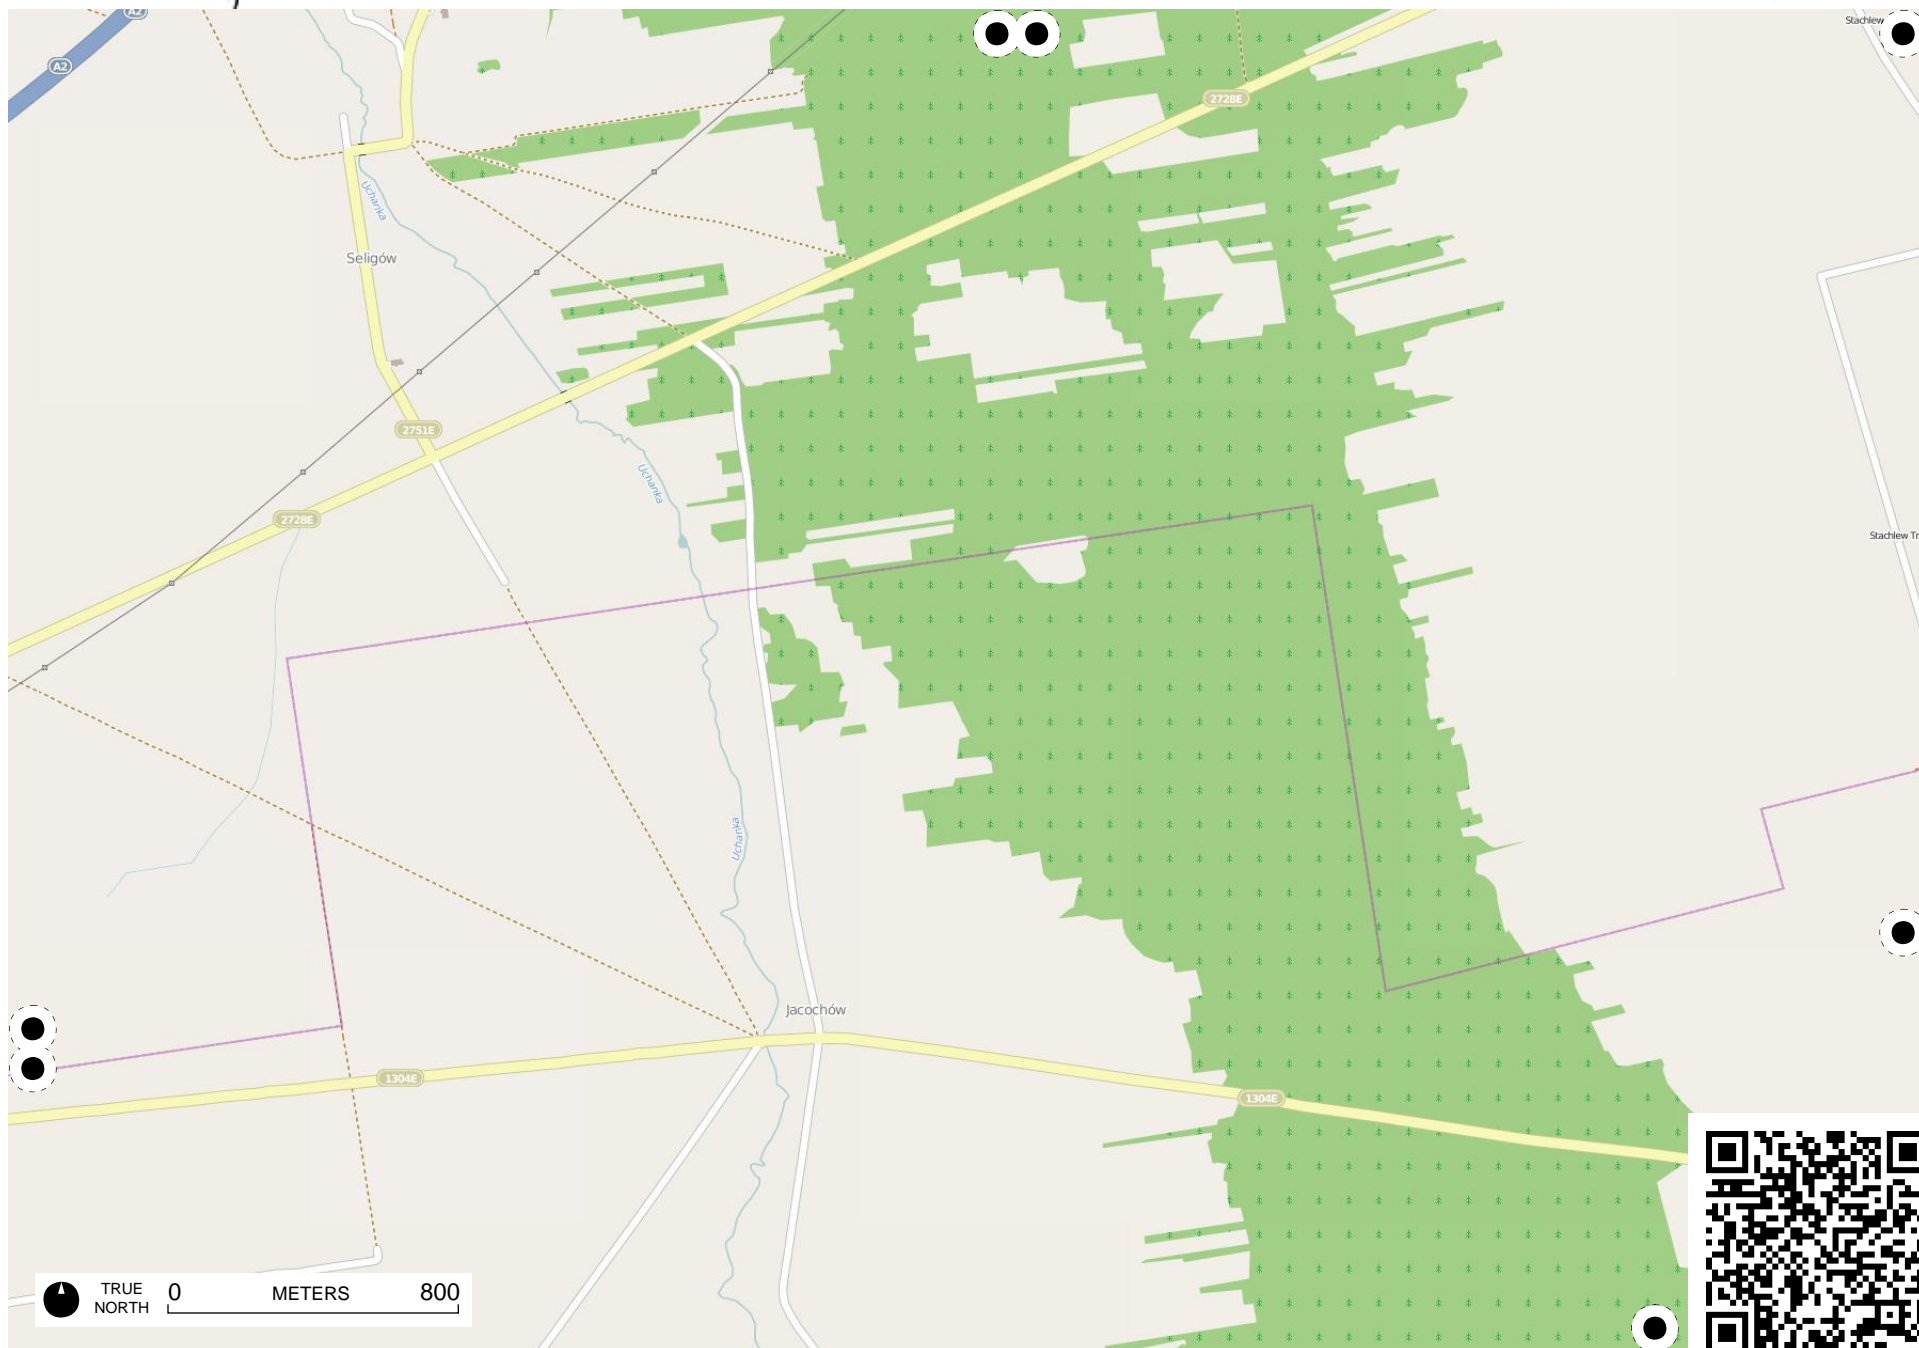 A2
Stachlew
A2
2728E
Uchanka
Seligów
2751E
Uchanka
2728E
Stachlew Tr
Uchanka
Jacochów
1304E
1304E
TRUE NORTH
0 METERS 800